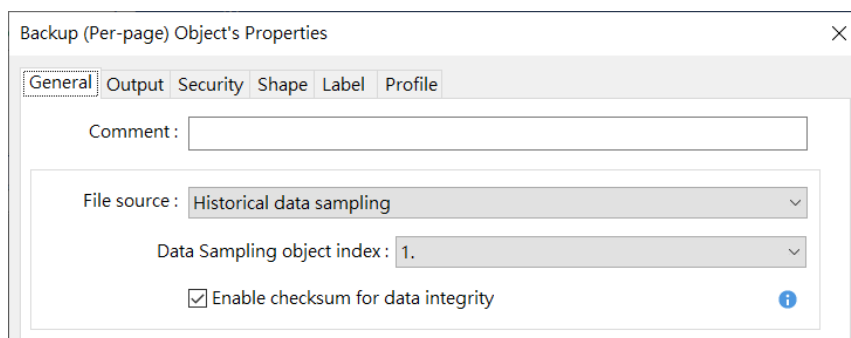 Backup (Per-page) Object's Properties
General Output Security Shape Label Profile
Comment :
File source : Historical data sampling
Data Sampling object index : 1.
Enable checksum for data integrity